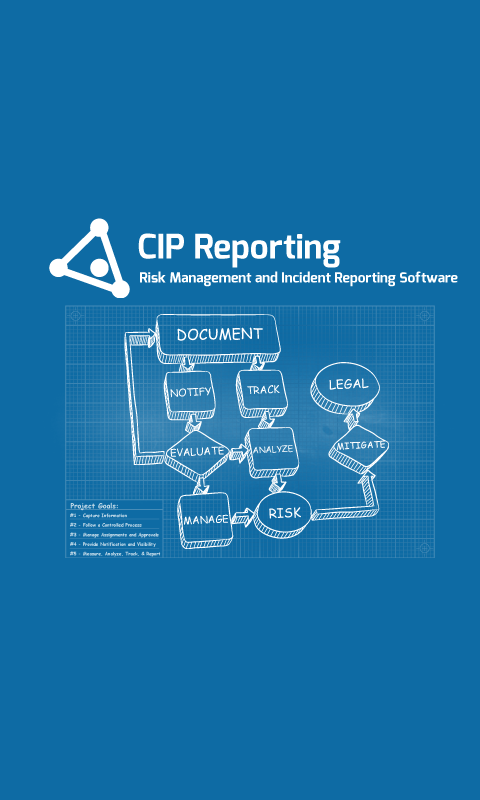 CIP Reporting
Risk Management and Incident Reporting Software
DOCUMENT
NOTIFY
TRACK
LEGAL
EVALUATE
ANALYZE
MITIGATE
MANAGE
RISK
Project Goals:
#1 - Capture Information
#2 - Follow a Controlled Process
#3 - Manage Assignments and Approvals
#4 - Provide Notification and Visibility
#5 - Measure, Analyze, Track, & Report